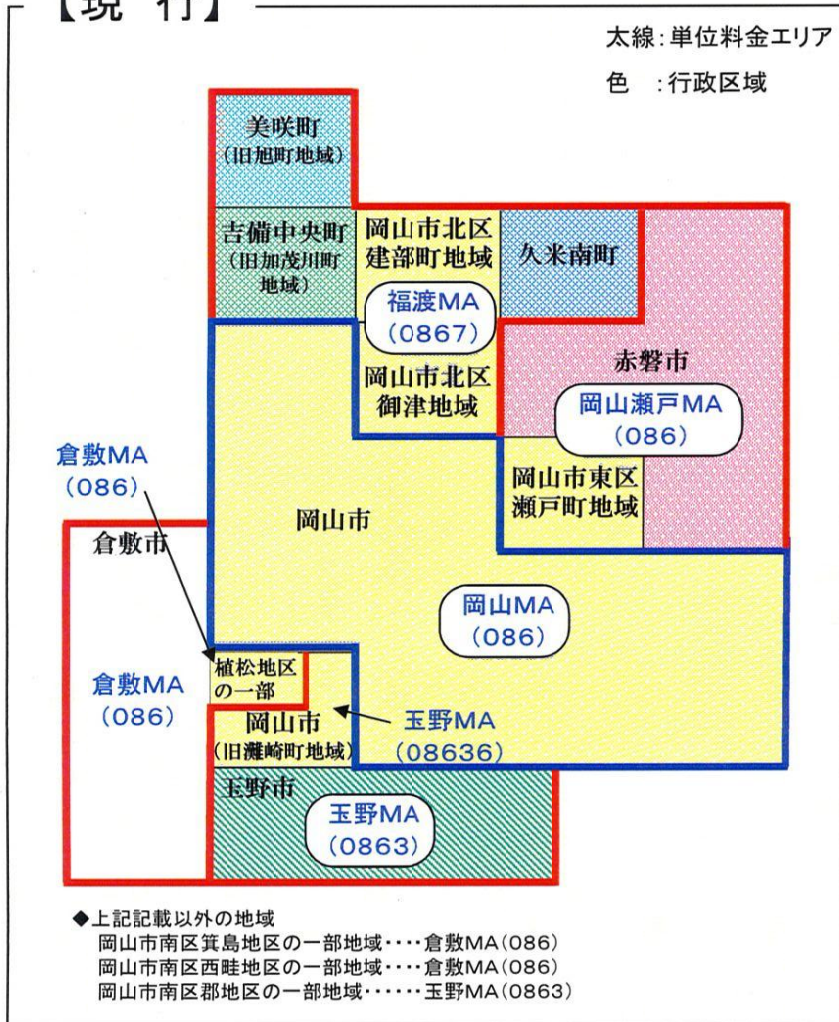 【現 行】
太線:単位料金エリア
色 :行政区域
美咲町
(旧旭町地域)
吉備中央町
(旧加茂川町
地域)
岡山市北区
建部町地域
久米南町
福渡MA
(0867)
岡山市北区
御津地域
赤磐市
岡山瀬戸MA
(086)
岡山市東区
瀬戸町地域
倉敷MA
(086)
倉敷市
岡山市
岡山MA
(086)
倉敷MA
(086)
植松地区
の一部
岡山市
(旧灘崎町地域)
玉野MA
(08636)
玉野市
玉野MA
(0863)
◆上記記載以外の地域
岡山市南区箕島地区の一部地域‥‥倉敷MA(086)
岡山市南区西畦地区の一部地域‥‥倉敷MA(086)
岡山市南区郡地区の一部地域‥‥‥玉野MA(0863)